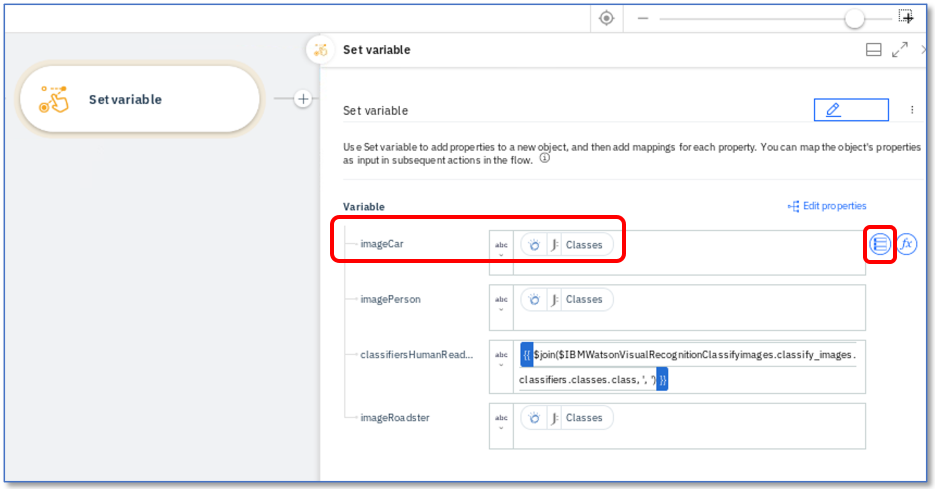 Set variable
Set variable
Set variable
Use Set variable to add properties to a new object, and then add mappings for each property. You can map the object's properties
as input in subsequent actions in the flow.
Variable
Edit properties
imageCar
abc
Classes
fx
imagePerson
abc
Classes
classifiersHumanRead...
abc
{{ $join($IBMWatsonVisualRecognitionClassifyimages.classify_images.
classifiers.classes.class, ', ') }}
imageRoadster
abc
Classes